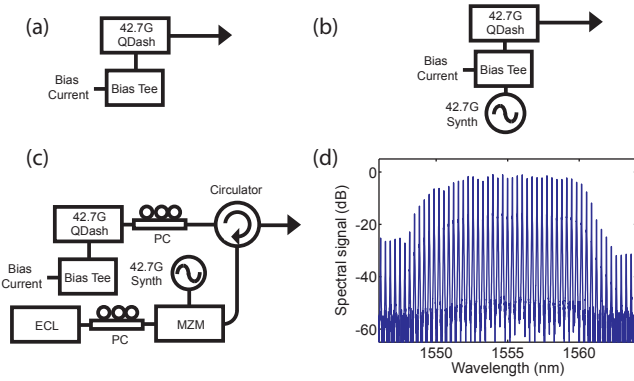 (a)
42.7G
QDash
Bias
Current
Bias Tee
(b)
42.7G
QDash
Bias
Current
Bias Tee
42.7G
Synth
(c)
42.7G
QDash
PC
Circulator
Bias
Current
Bias Tee
42.7G
Synth
ECL
PC
MZM
(d)
Spectral signal (dB)
0
-20
-40
-60
1550
1555
1560
Wavelength (nm)